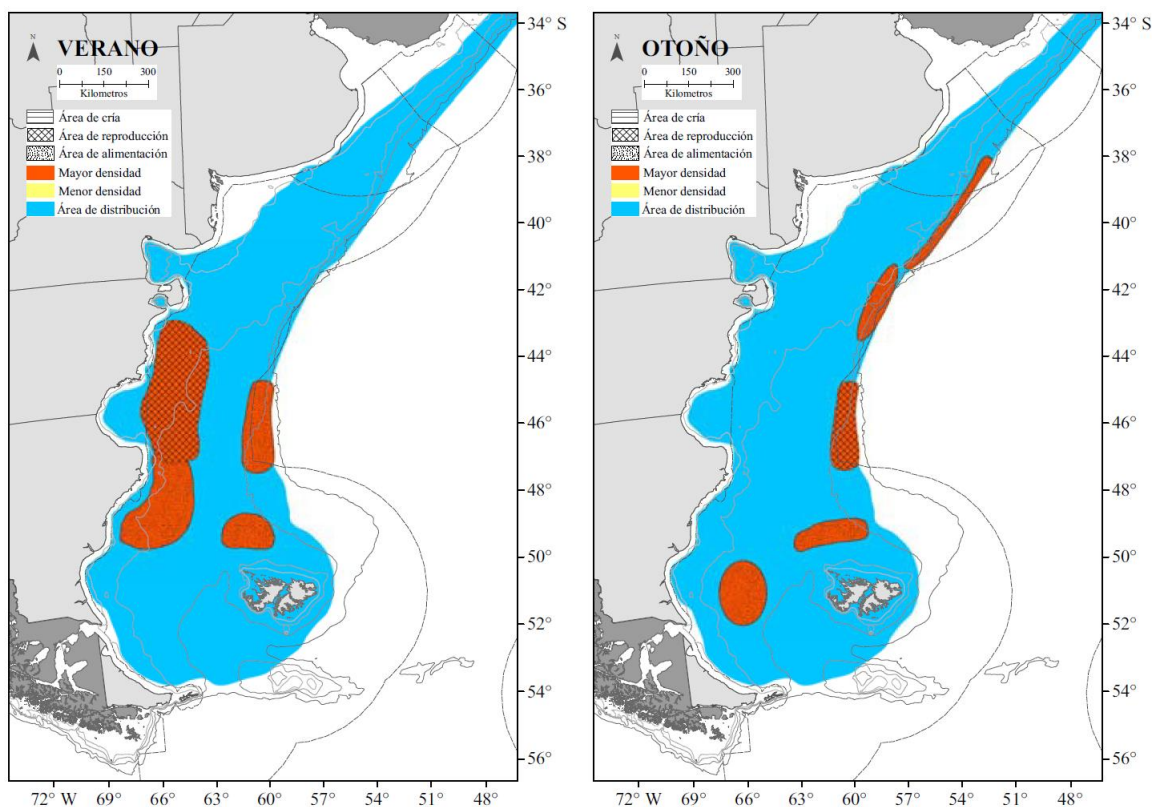 N
VERANO
0 150 300
Kilometros
Área de cría
Área de reproducción
Área de alimentación
Mayor densidad
Menor densidad
Área de distribución
34° S
36°
38°
40°
42°
44°
46°
48°
50°
52°
54°
56°
72° W 69° 66° 63° 60° 57° 54° 51° 48°
N
OTOÑO
0 150 300
Kilometros
Área de cría
Área de reproducción
Área de alimentación
Mayor densidad
Menor densidad
Área de distribución
34° S
36°
38°
40°
42°
44°
46°
48°
50°
52°
54°
56°
72° W 69° 66° 63° 60° 57° 54° 51° 48°